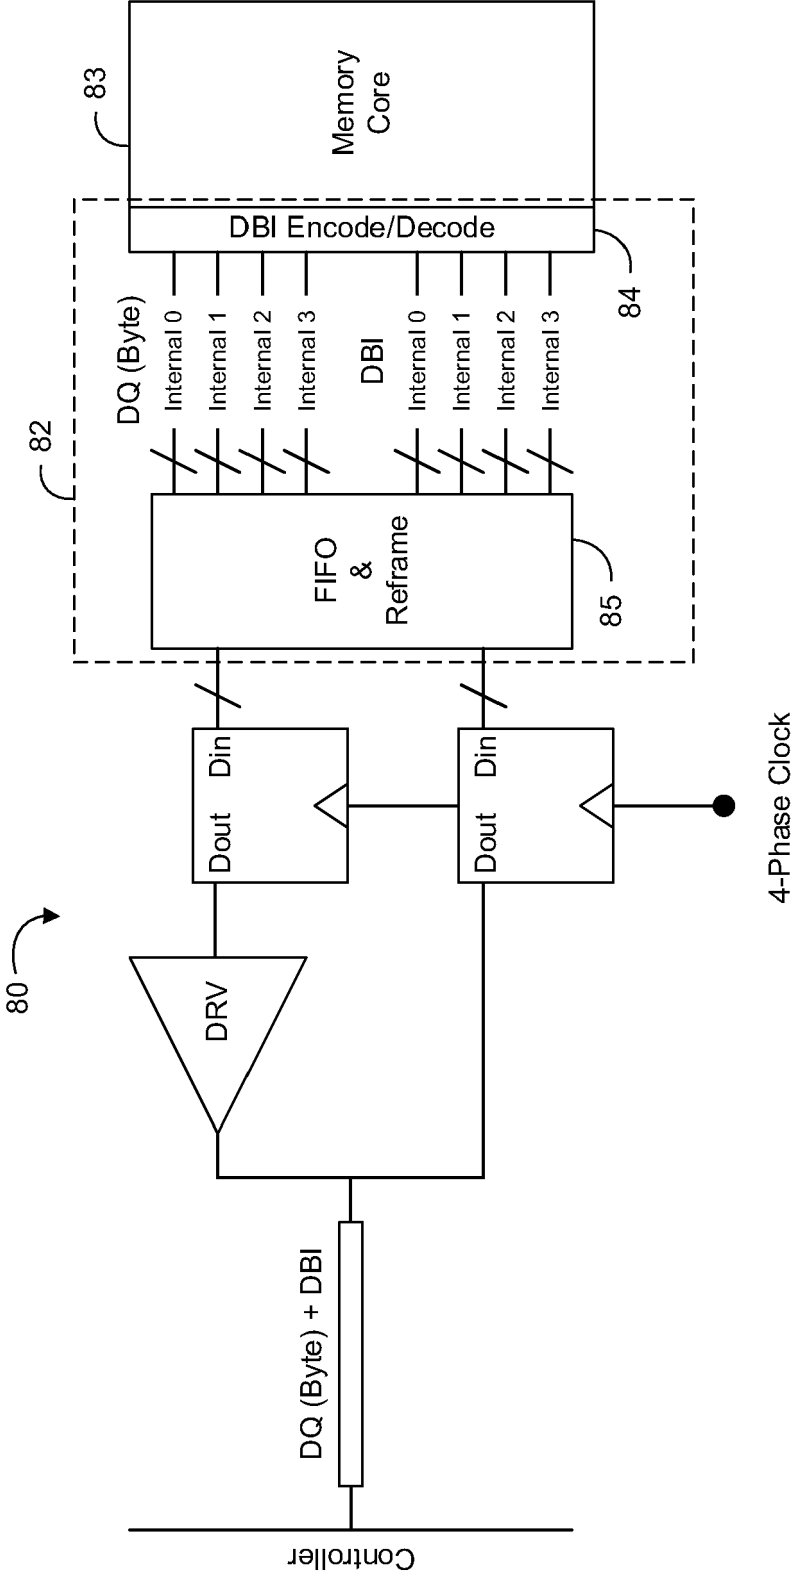 80
82
83
84
85
Controller
DQ (Byte) + DBI
DRV
Dout
Din
Dout
Din
4-Phase Clock
FIFO
&
Reframe
DQ (Byte)
Internal 0
Internal 1
Internal 2
Internal 3
DBI
Internal 0
Internal 1
Internal 2
Internal 3
DBI Encode/Decode
Memory
Core